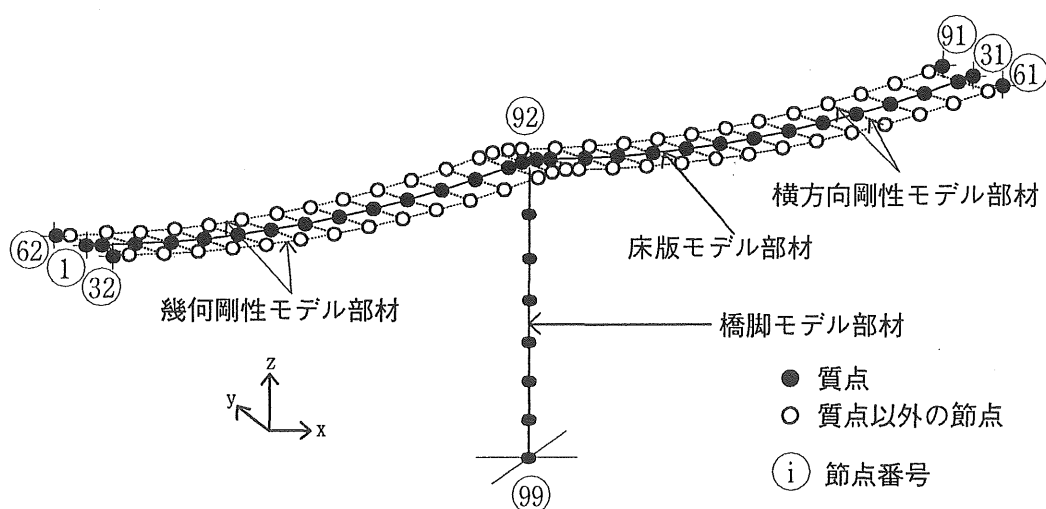 91
31
61
92
横方向剛性モデル部材
床版モデル部材
62
1
32
幾何剛性モデル部材
橋脚モデル部材
z
y
x
質点
質点以外の節点
i 節点番号
99